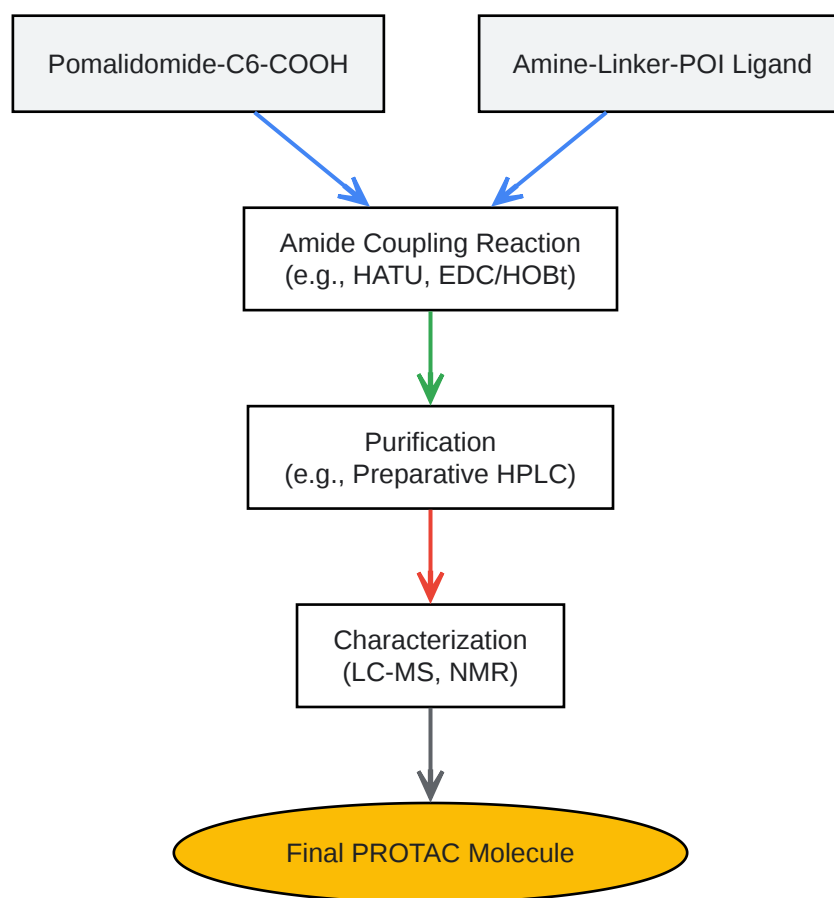 Pomalidomide-C6-COOH
Amine-Linker-POI Ligand
Amide Coupling Reaction
(e.g., HATU, EDC/HOBt)
Purification
(e.g., Preparative HPLC)
Characterization
(LC-MS, NMR)
Final PROTAC Molecule